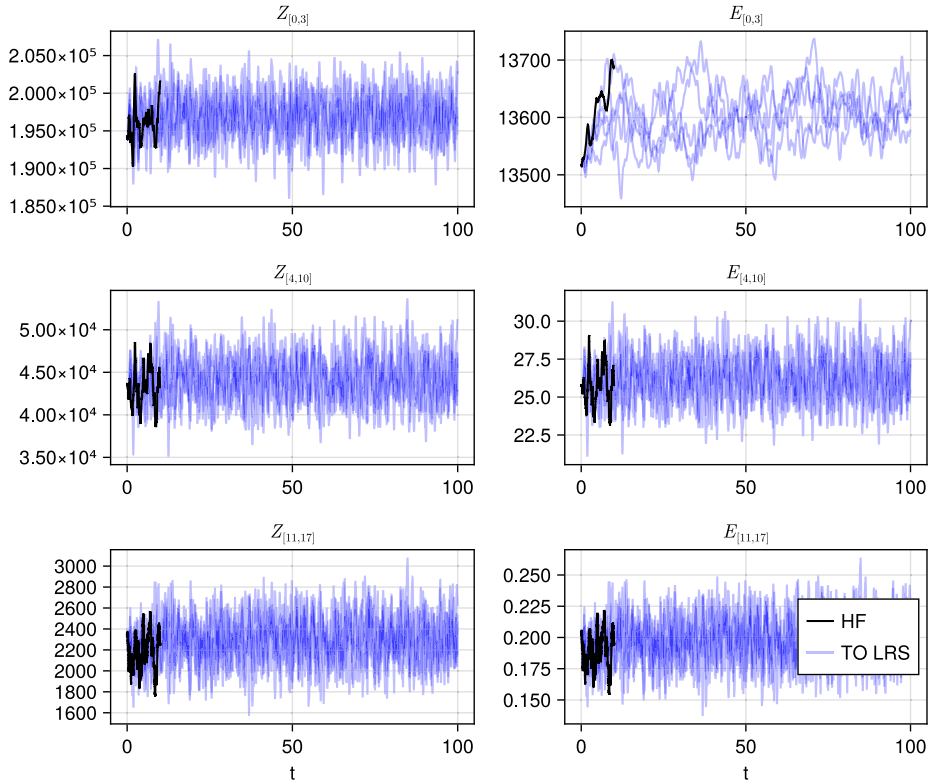 Z[0,3]
2.050×10⁵
2.000×10⁵
1.950×10⁵
1.900×10⁵
1.850×10⁵
0 50 100
E[0,3]
13700
13600
13500
0 50 100
Z[4,10]
5.00×10⁴
4.50×10⁴
4.00×10⁴
3.50×10⁴
0 50 100
E[4,10]
30.0
27.5
25.0
22.5
0 50 100
Z[11,17]
3000
2800
2600
2400
2200
2000
1800
1600
0 50 100
t
E[11,17]
0.250
0.225
0.200
0.175
0.150
HF
TO LRS
0 50 100
t